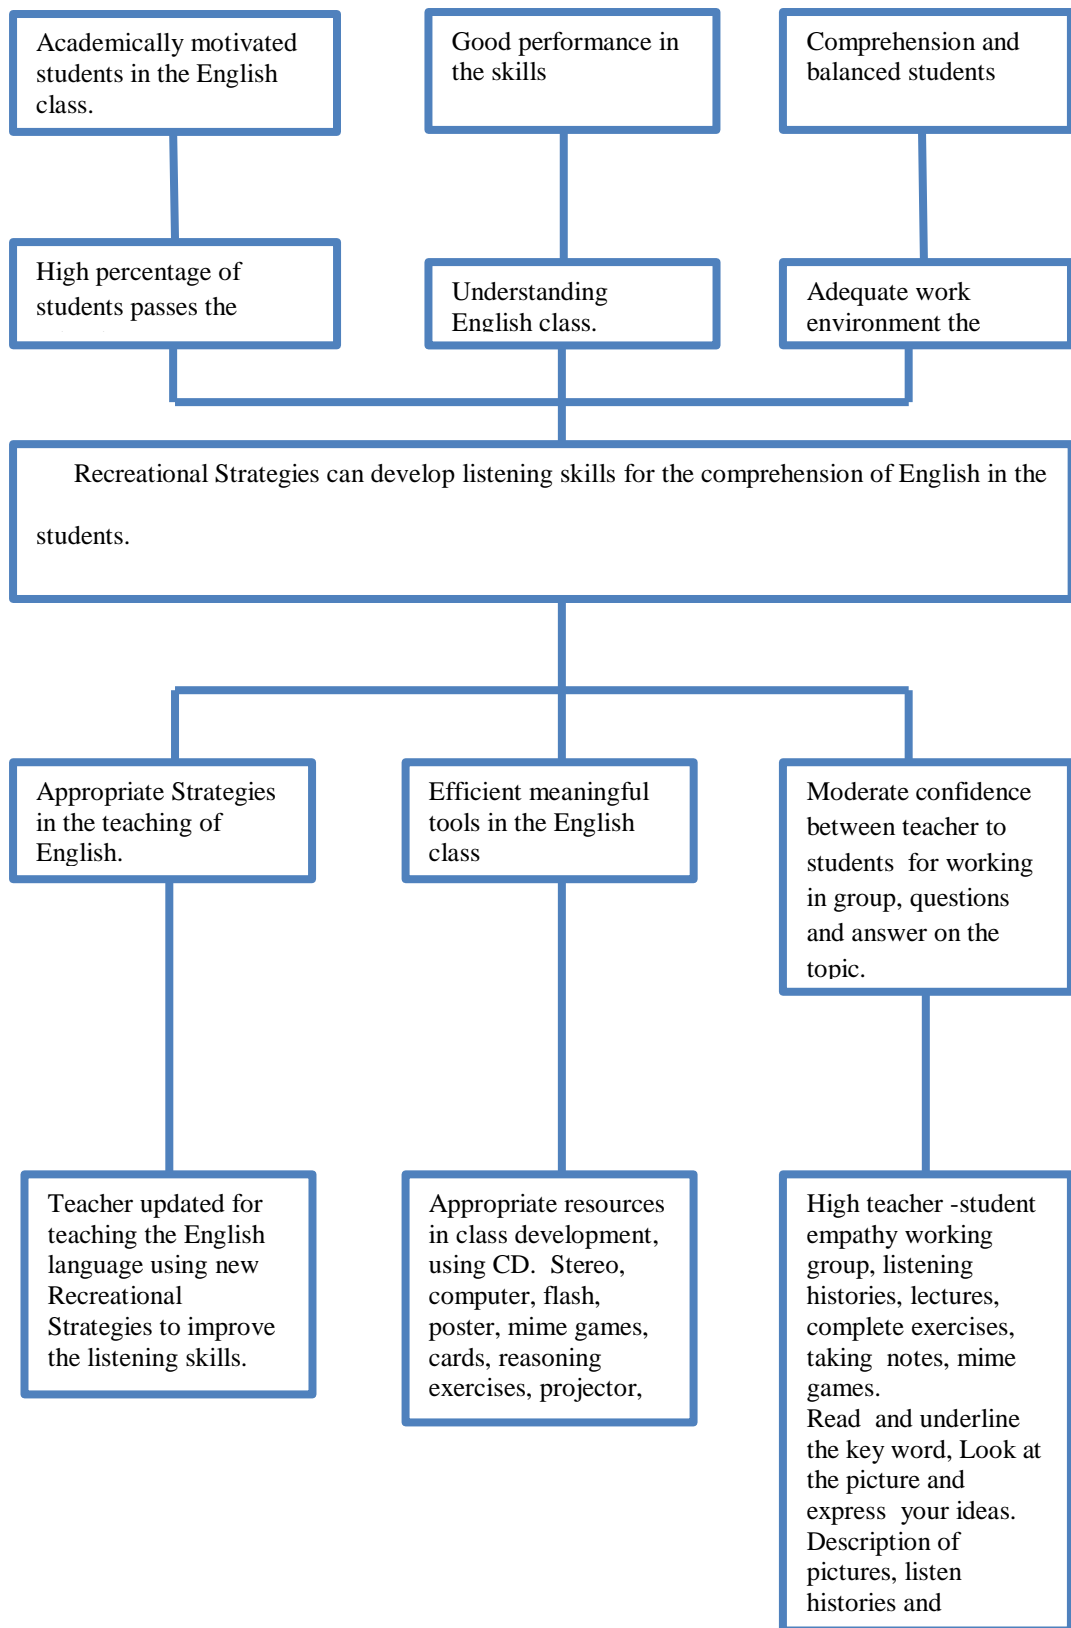 Academically motivated
students in the English
class.
Good performance in
the skills
Comprehension and
balanced students
High percentage of
students passes the
Understanding
English class.
Adequate work
environment the
Recreational Strategies can develop listening skills for the comprehension of English in the
students.
Appropriate Strategies
in the teaching of
English.
Efficient meaningful
tools in the English
class
Moderate confidence
between teacher to
students  for working
in group, questions
and answer on the
topic.
Teacher updated for
teaching the English
language using new
Recreational
Strategies to improve
the listening skills.
Appropriate resources
in class development,
using CD.  Stereo,
computer, flash,
poster, mime games,
cards, reasoning
exercises, projector,
High teacher -student
empathy working
group, listening
histories, lectures,
complete exercises,
taking  notes, mime
games.
Read  and underline
the key word, Look at
the picture and
express  your ideas.
Description of
pictures, listen
histories and